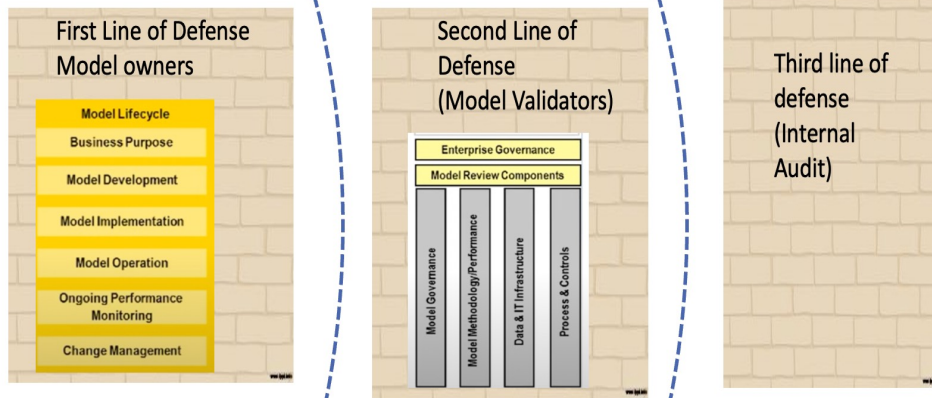 First Line of Defense
Model owners
Model Lifecycle
Business Purpose
Model Development
Model Implementation
Model Operation
Ongoing Performance
Monitoring
Change Management
Second Line of
Defense
(Model Validators)
Enterprise Governance
Model Review Components
Model Governance
Model Methodology/Performance
Data & IT Infrastructure
Process & Controls
Third line of
defense
(Internal
Audit)